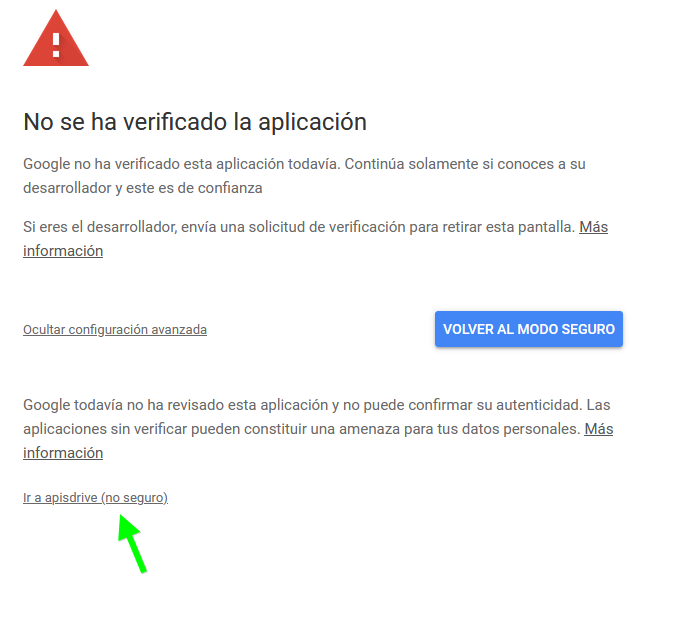 No se ha verificado la aplicación
Google no ha verificado esta aplicación todavía. Continúa solamente si conoces a su
desarrollador y este es de confianza
Si eres el desarrollador, envía una solicitud de verificación para retirar esta pantalla. Más
información
Ocultar configuración avanzada
VOLVER AL MODO SEGURO
Google todavía no ha revisado esta aplicación y no puede confirmar su autenticidad. Las
aplicaciones sin verificar pueden constituir una amenaza para tus datos personales. Más
información
Ir a apisdrive (no seguro)